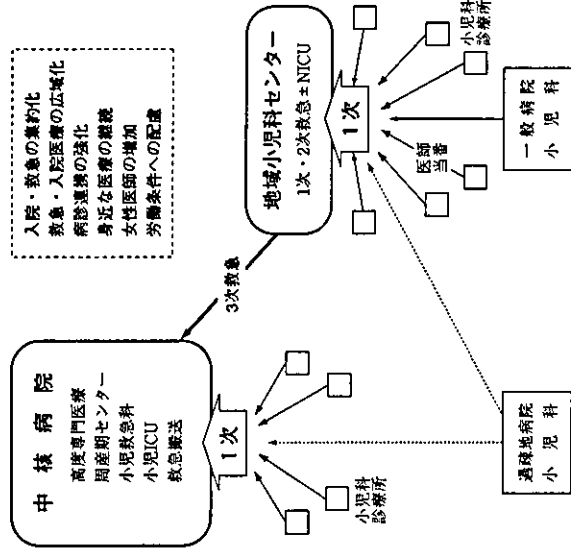 入院・救急の集約化
救急・入院医療の広域化
病診連携の強化
身近な医療の継続
女性医師の増加
労働条件への配慮
中核病院
高度専門医療
周産期センター
小児救急科
小児ICU
救急搬送
1次
小児科
診療所
3次救急
地域小児科センター
1次・2次救急±NICU
1次
小児科
診療所
医師
当番
過疎地病院
小児科
一般病院
小児科